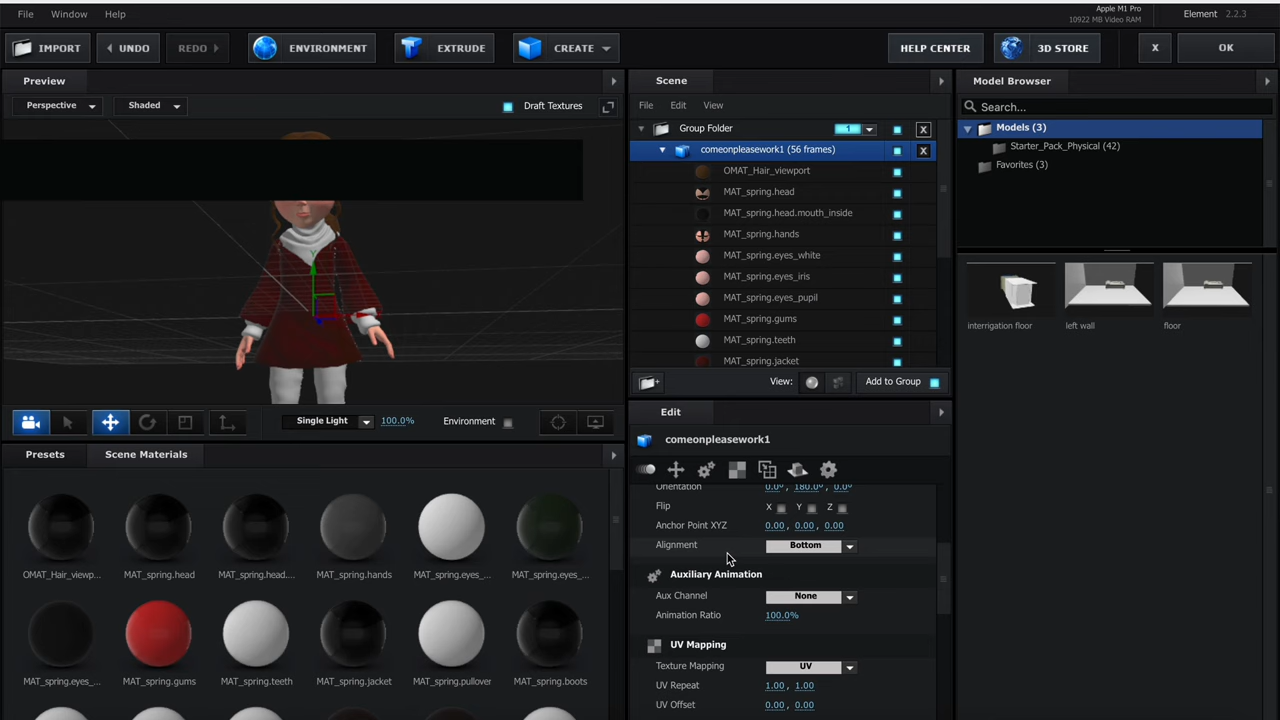 File Window Help
Apple M1 Pro
10922 MB Video RAM
Element 2.2.3
IMPORT UNDO REDO ENVIRONMENT EXTRUDE CREATE HELP CENTER 3D STORE X OK
Preview
Perspective Shaded Draft Textures
Y
Single Light 100.0% Environment
Presets Scene Materials
OMAT_Hair_viewp... MAT_spring.head MAT_spring.head.... MAT_spring.hands MAT_spring.eyes_... MAT_spring.eyes_...
MAT_spring.eyes_... MAT_spring.gums MAT_spring.teeth MAT_spring.jacket MAT_spring.pullover MAT_spring.boots
Scene
File Edit View
Group Folder 1 X
comeonpleasework1 (56 frames) X
OMAT_Hair_viewport
MAT_spring.head
MAT_spring.head.mouth_inside
MAT_spring.hands
MAT_spring.eyes_white
MAT_spring.eyes_iris
MAT_spring.eyes_pupil
MAT_spring.gums
MAT_spring.teeth
MAT_spring.jacket
View: Add to Group
Edit
comeonpleasework1
Orientation 0.0°, 180.0°, 0.0°
Flip X Y Z
Anchor Point XYZ 0.00, 0.00, 0.00
Alignment Bottom
Auxiliary Animation
Aux Channel None
Animation Ratio 100.0%
UV Mapping
Texture Mapping UV
UV Repeat 1.00, 1.00
UV Offset 0.00, 0.00
Model Browser
Search...
Models (3)
Starter_Pack_Physical (42)
Favorites (3)
interrigation floor left wall floor